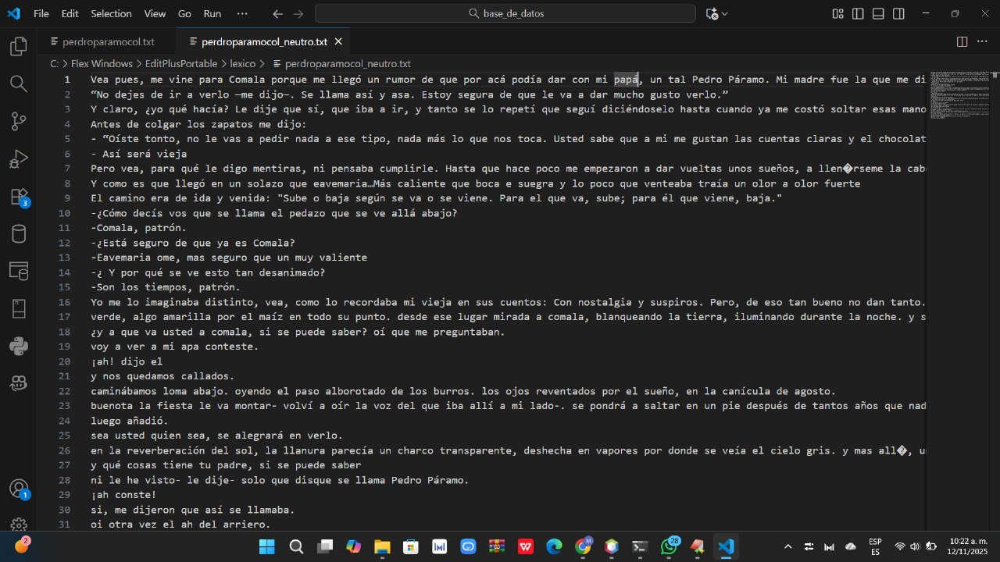 File Edit Selection View Go Run ··· base_de_datos
perdroparamocol.txt perdroparamocol_neutro.txt
C: > Flex Windows > EditPlusPortable > lexico > perdroparamocol_neutro.txt
1 Vea pues, me vine para Comala porque me llegó un rumor de que por acá podía dar con mi papá, un tal Pedro Páramo. Mi madre fue la que me di
2 “No dejes de ir a verlo —me dijo—. Se llama así y asa. Estoy segura de que le va a dar mucho gusto verlo.”
3 Y claro, ¿yo qué hacía? Le dije que sí, que iba a ir, y tanto se lo repetí que seguí diciéndoselo hasta cuando ya me costó soltar esas mano
4 Antes de colgar los zapatos me dijo:
5 - “Oíste tonto, no le vas a pedir nada a ese tipo, nada más lo que nos toca. Usted sabe que a mi me gustan las cuentas claras y el chocolat
6 - Así será vieja
7 Pero vea, para qué le digo mentiras, ni pensaba cumplirle. Hasta que hace poco me empezaron a dar vueltas unos sueños, a llen�rseme la cab
8 Y como es que llegó en un solazo que eavemaria…Más caliente que boca e suegra y lo poco que venteaba traía un olor a olor fuerte
9 El camino era de ida y venida: "Sube o baja según se va o se viene. Para el que va, sube; para él que viene, baja."
10 -¿Cómo decís vos que se llama el pedazo que se ve allá abajo?
11 -Comala, patrón.
12 -¿Está seguro de que ya es Comala?
13 -Eavemaria ome, mas seguro que un muy valiente
14 -¿ Y por qué se ve esto tan desanimado?
15 -Son los tiempos, patrón.
16 Yo me lo imaginaba distinto, vea, como lo recordaba mi vieja en sus cuentos: Con nostalgia y suspiros. Pero, de eso tan bueno no dan tanto.
17 verde, algo amarilla por el maíz en todo su punto. desde ese lugar mirada a comala, blanqueando la tierra, iluminando durante la noche. y s
18 ¿y a que va usted a comala, si se puede saber? oí que me preguntaban.
19 voy a ver a mi apa conteste.
20 ¡ah! dijo el
21 y nos quedamos callados.
22 caminábamos loma abajo. oyendo el paso alborotado de los burros. los ojos reventados por el sueño, en la canícula de agosto.
23 buenota la fiesta le va montar- volví a oír la voz del que iba allí a mi lado-. se pondrá a saltar en un pie después de tantos años que nad
24 luego añadió.
25 sea usted quien sea, se alegrará en verlo.
26 en la reverberación del sol, la llanura parecía un charco transparente, deshecha en vapores por donde se veía el cielo gris. y mas all�, u
27 y qué cosas tiene tu padre, si se puede saber
28 ni le he visto- le dije- solo que disque se llama Pedro Páramo.
29 ¡ah conste!
30 si, me dijeron que así se llamaba.
31 oi otra vez el ah del arriero.
3
1
2
28
ESP
ES
10:22 a. m.
12/11/2025